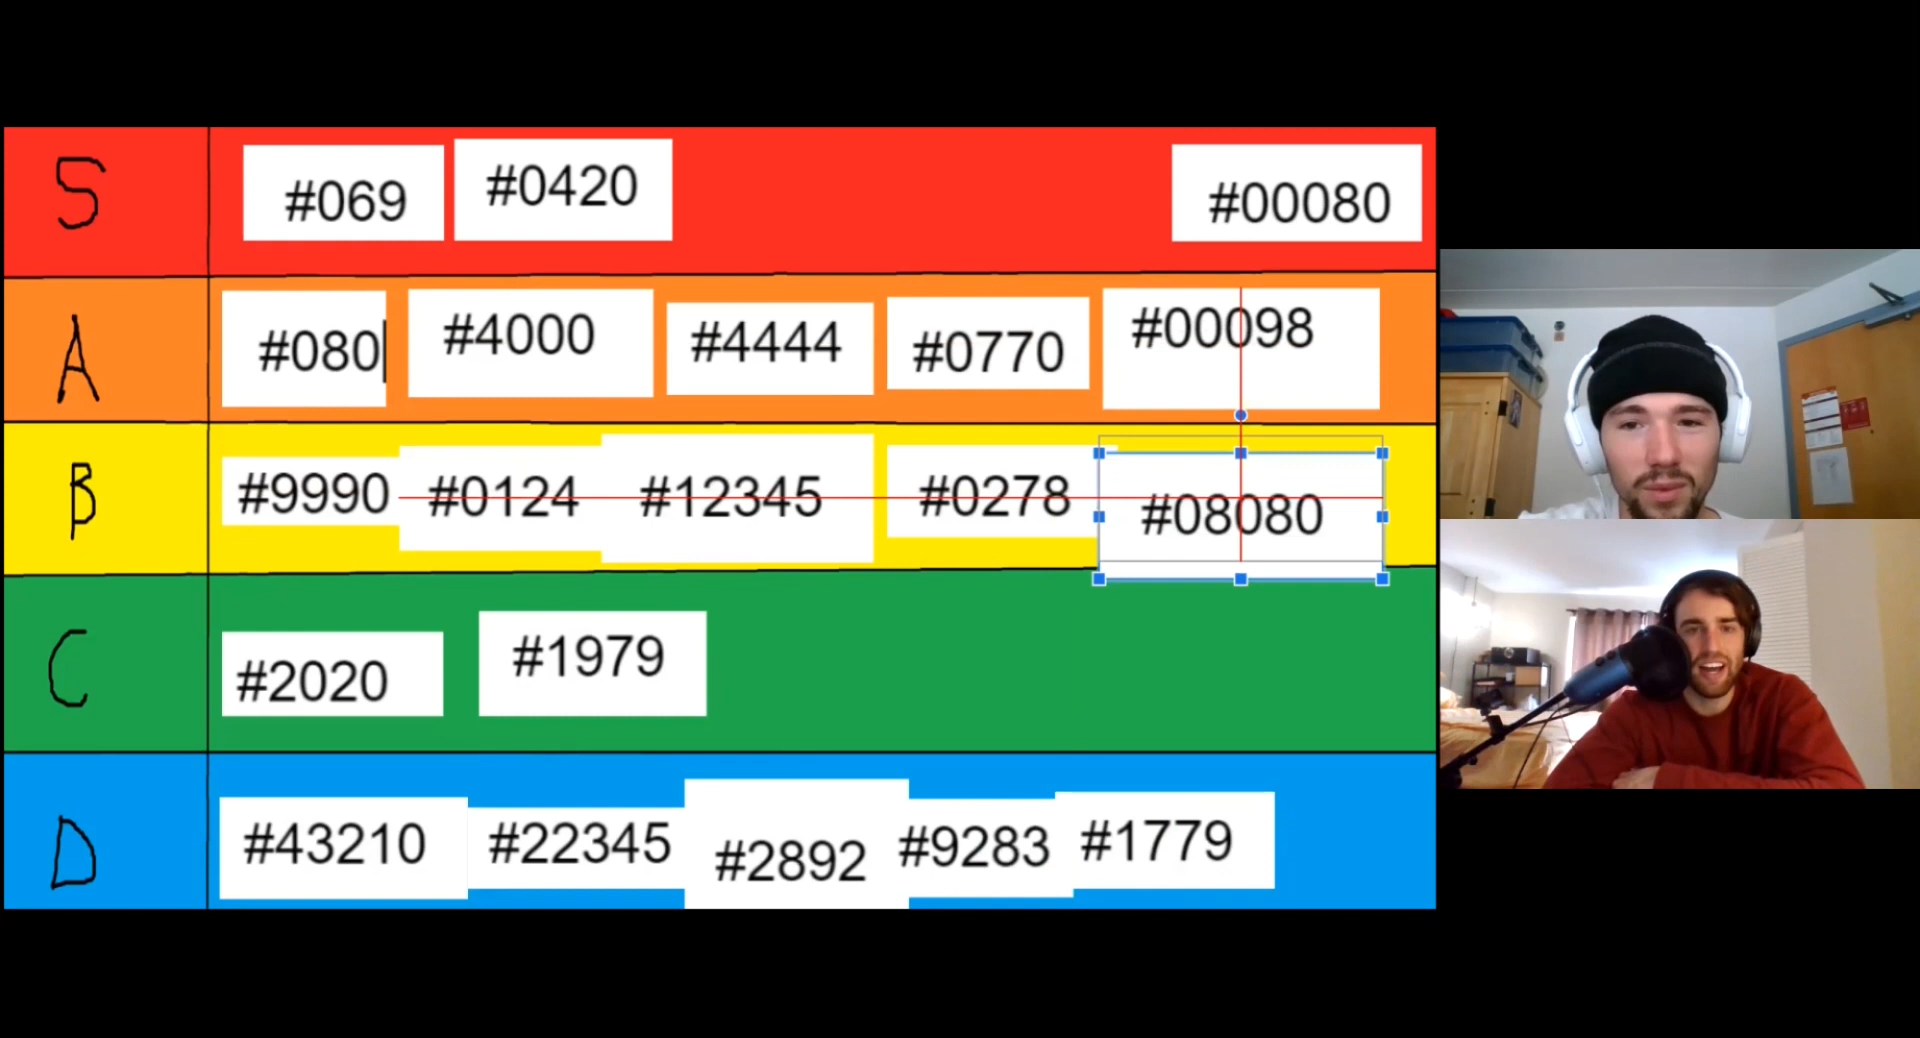 S #069 #0420 #00080
A #080 #4000 #4444 #0770 #00098
B #9990 #0124 #12345 #0278 #08080
C #2020 #1979
D #43210 #22345 #2892 #9283 #1779